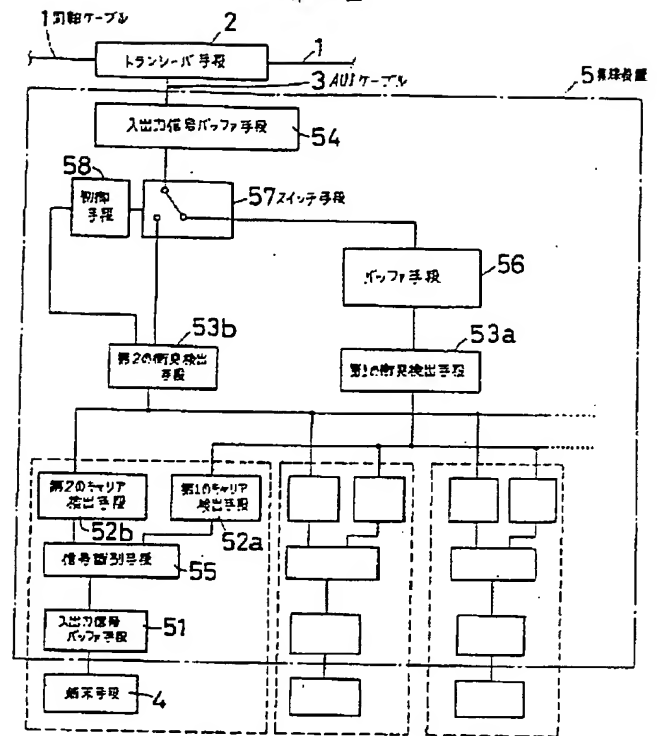 1 同軸ケーブル
2
1
トランシーバ手段
3 AUIケーブル
5 集線装置
入出力信号バッファ手段
54
58
制御
手段
57 スイッチ手段
バッファ手段
56
53b
53a
第2の衝突検出
手段
第1の衝突検出手段
第2のキャリア
検出手段
第1のキャリア
検出手段
52b
52a
信号識別手段
55
入出力信号
バッファ手段
51
端末手段
4